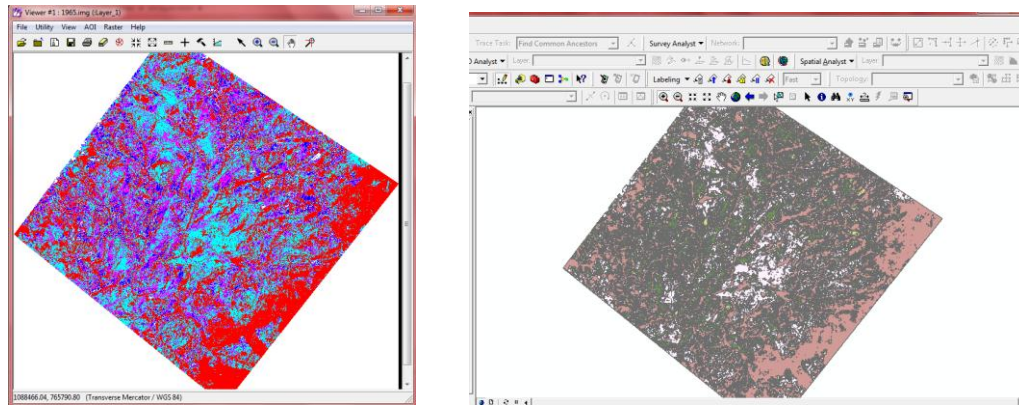 Viewer #1 : 1965.img (:Layer_1)
File Utility View AOI Raster Help
1088466.04, 765790.80 (Transverse Mercator / WGS 84)
Trace Task: Find Common Ancestors Survey Analyst Network:
Analyst Layer: Spatial Analyst Layer:
Labeling Fast Topology: